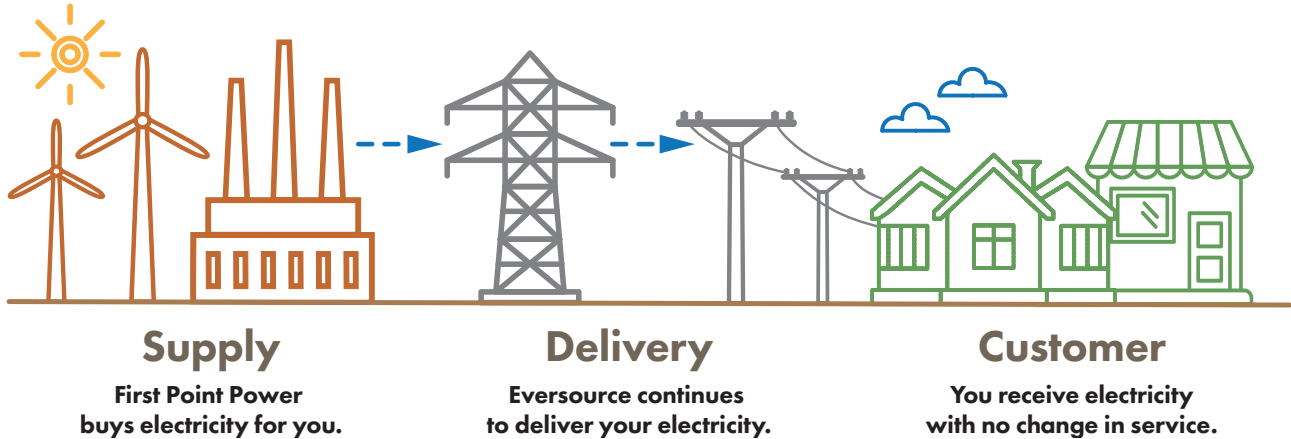 Supply
First Point Power
buys electricity for you.
Delivery
Eversource continues
to deliver your electricity.
Customer
You receive electricity
with no change in service.